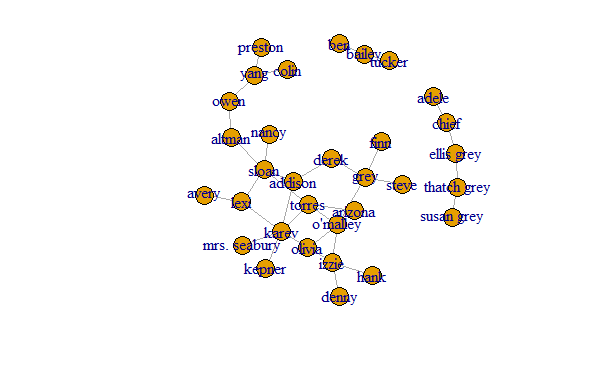 preston
ben
bailey
tucker
yang
colin
adele
owen
chief
altman
nancy
finn
ellis grey
derek
sloan
addison
grey
steve
thatch grey
avery
lexi
torres
arizona
susan grey
o'malley
karev
mrs. seabury
olivia
kepner
izzie
hank
denny